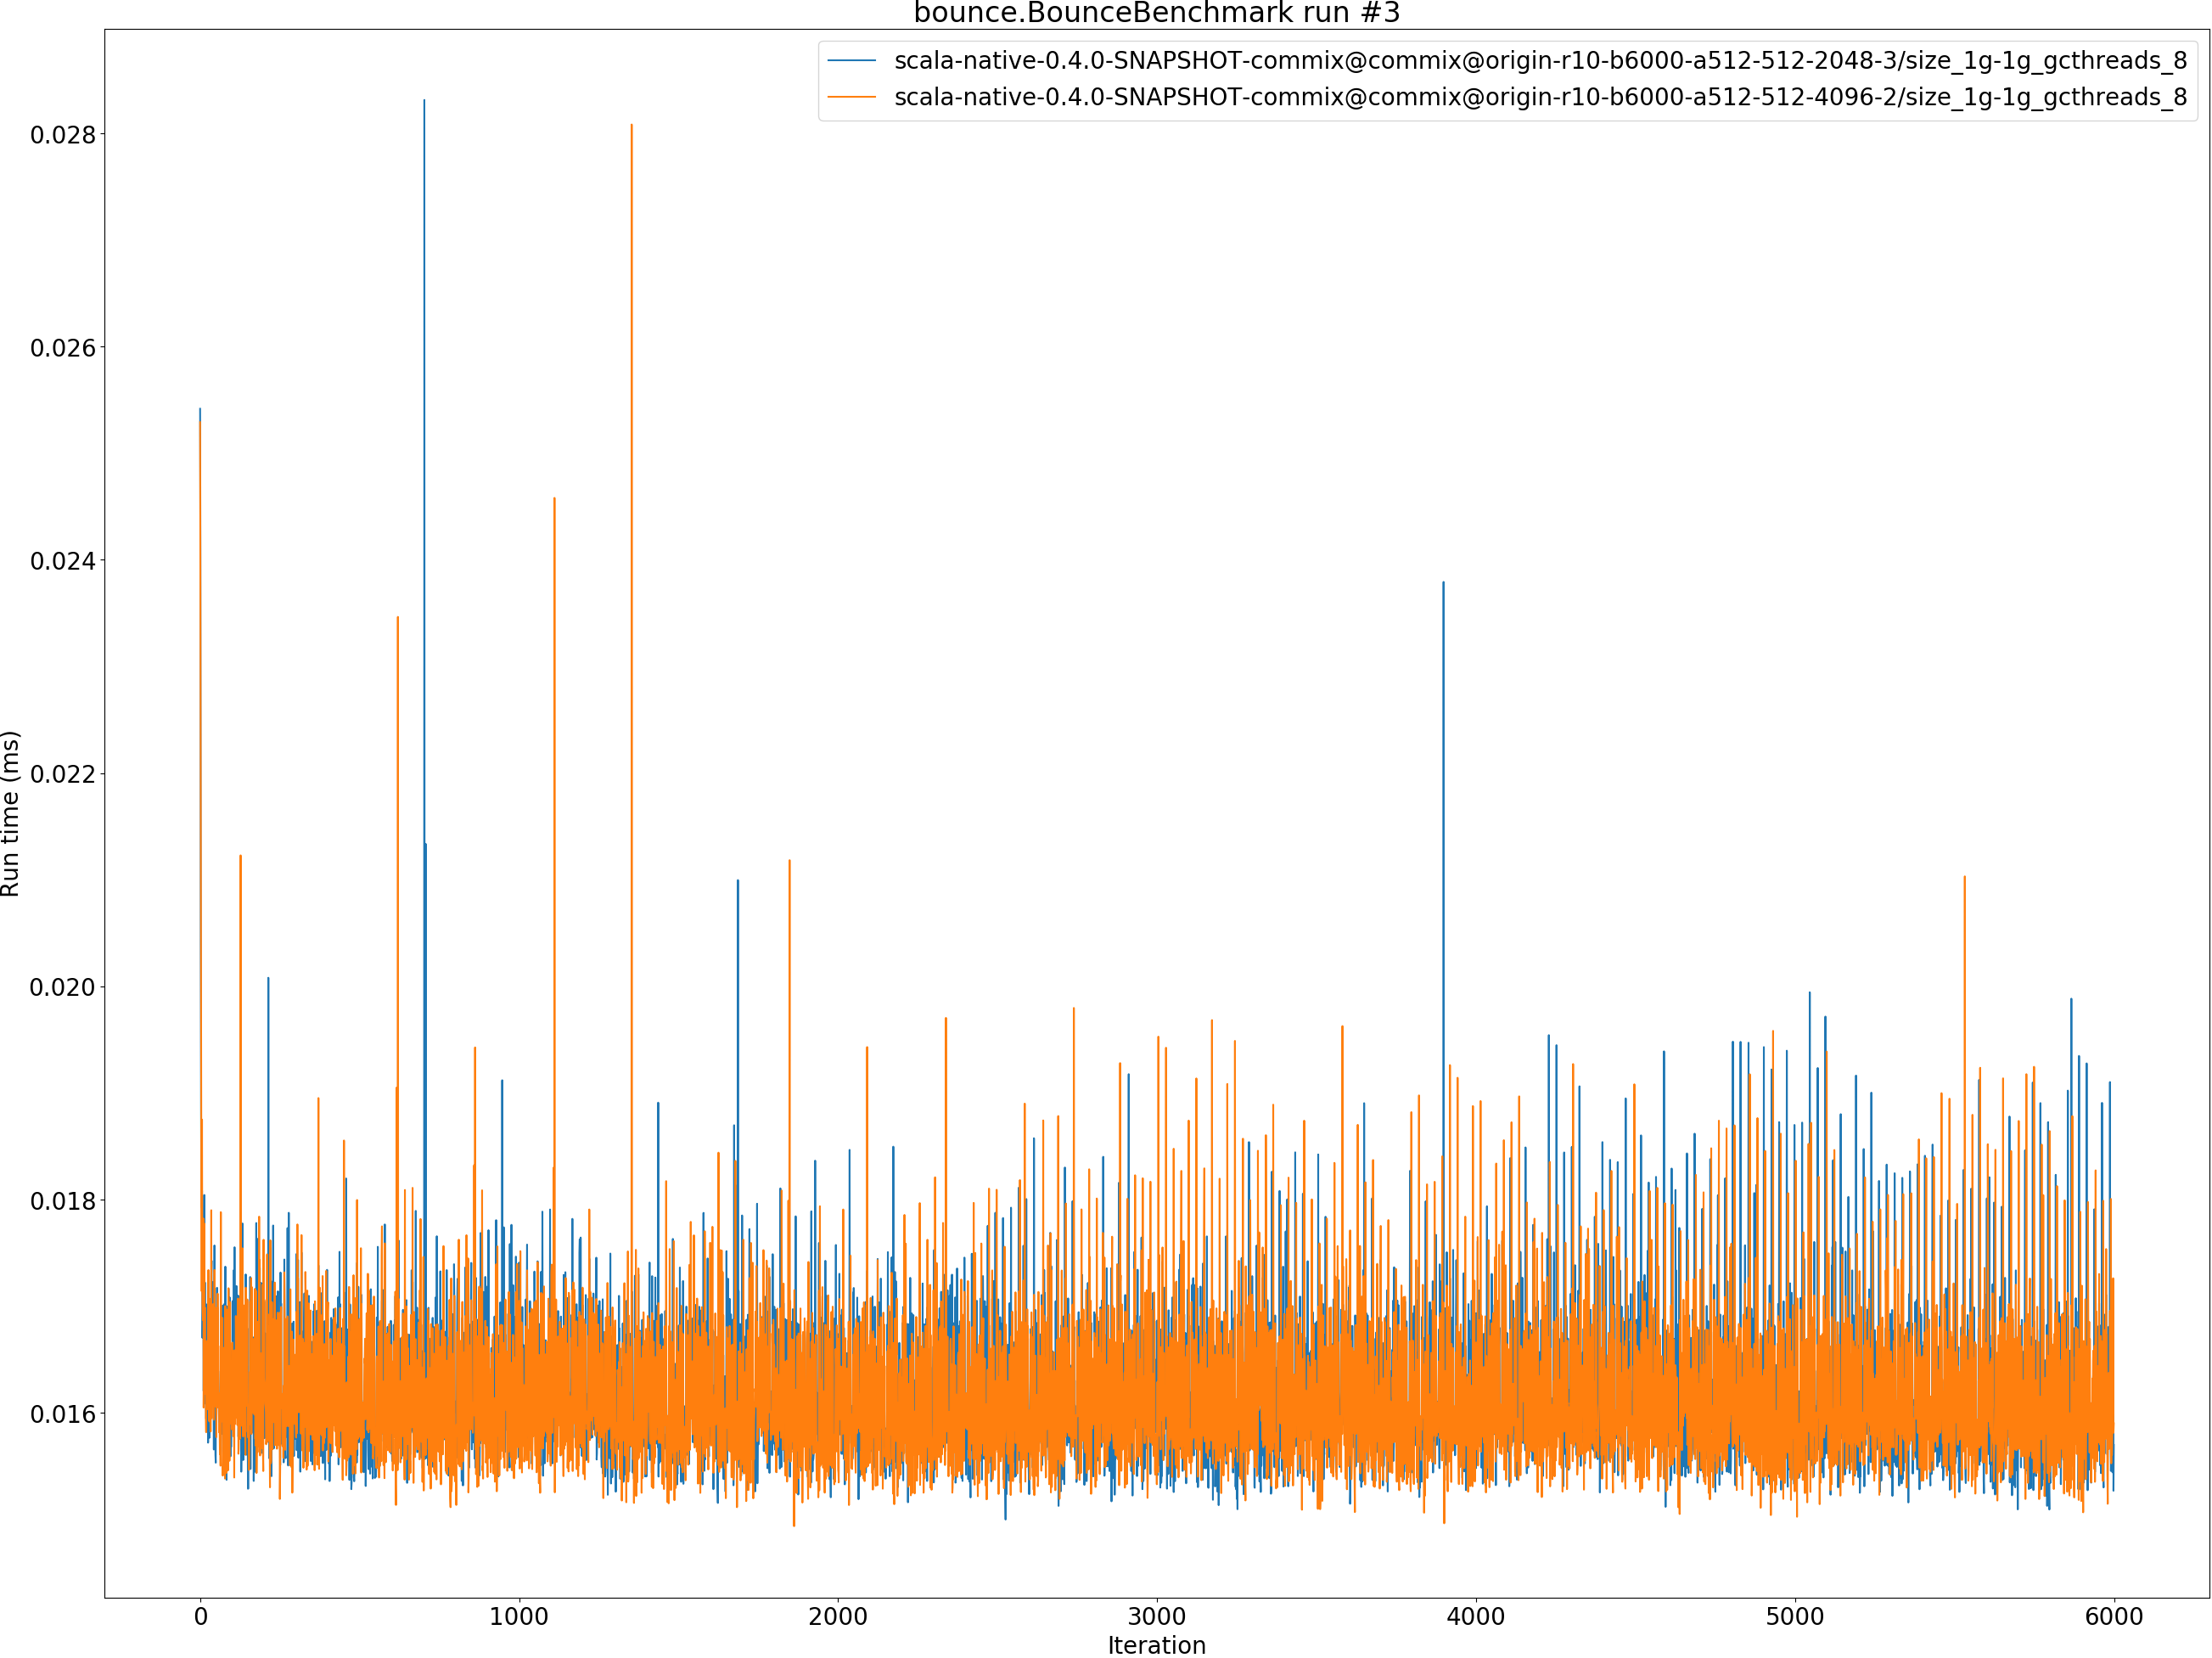 bounce.BounceBenchmark run #3
scala-native-0.4.0-SNAPSHOT-commix@commix@origin-r10-b6000-a512-512-2048-3/size_1g-1g_gcthreads_8
scala-native-0.4.0-SNAPSHOT-commix@commix@origin-r10-b6000-a512-512-4096-2/size_1g-1g_gcthreads_8
0.028
0.026
0.024
0.022
0.020
0.018
0.016
Run time (ms)
0 1000 2000 3000 4000 5000 6000
Iteration